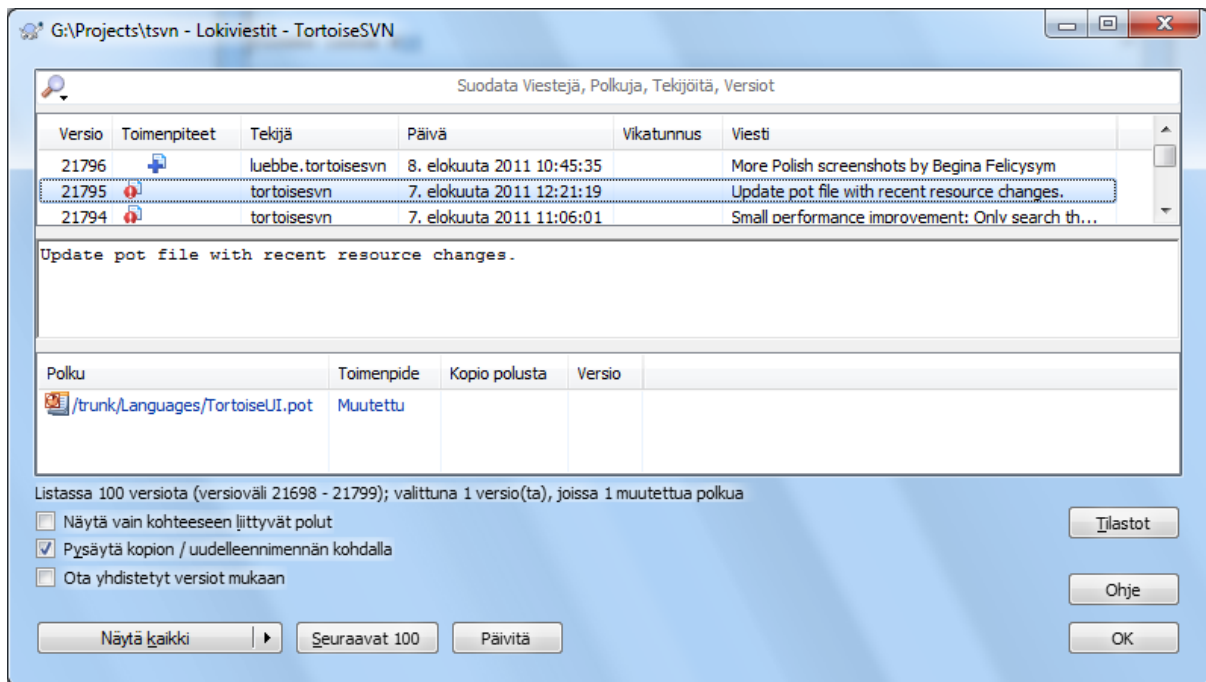 G:\Projects\tsvn - Lokiviestit - TortoiseSVN
Suodata Viestejä, Polkuja, Tekijöitä, Versiot
Versio Toimenpiteet Tekijä Päivä Vikatunnus Viesti
21796 luebbe.tortoisesvn 8. elokuuta 2011 10:45:35 More Polish screenshots by Begina Felicysym
21795 tortoisesvn 7. elokuuta 2011 12:21:19 Update pot file with recent resource changes.
21794 tortoisesvn 7. elokuuta 2011 11:06:01 Small performance improvement: Only search th...
Update pot file with recent resource changes.
Polku Toimenpide Kopio polusta Versio
/trunk/Languages/TortoiseUI.pot Muutettu
Listassa 100 versiota (versioväli 21698 - 21799); valittuna 1 versio(ta), joissa 1 muutettua polkua
Näytä vain kohteeseen liittyvät polut
Tilastot
Pysäytä kopion / uudelleennimennän kohdalla
Ota yhdistetyt versiot mukaan
Ohje
Näytä kaikki Seuraavat 100 Päivitä OK